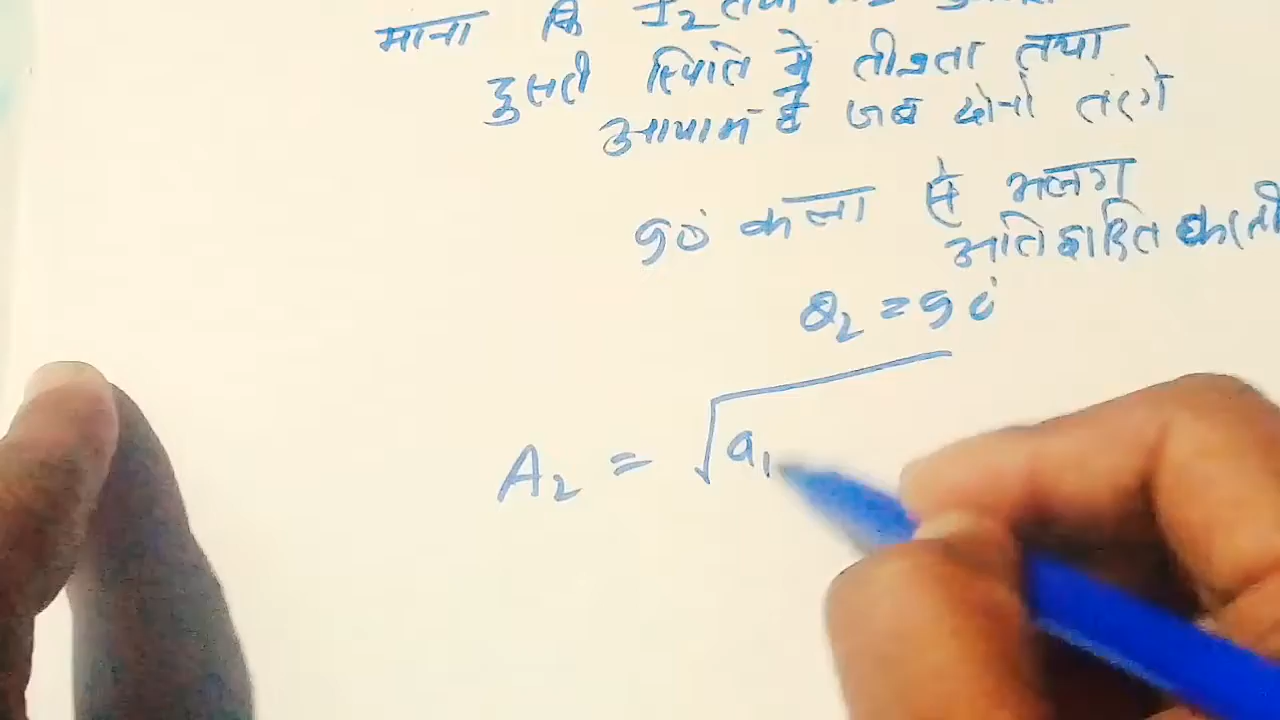 माना कि I₂ तथा
दुसरी स्थिति में तीव्रता तथा
आयाम है जब दोनो तरंगे
90° कला से अलग
अतिछादित करती
θ₂ = 90°
A₂ = √a₁